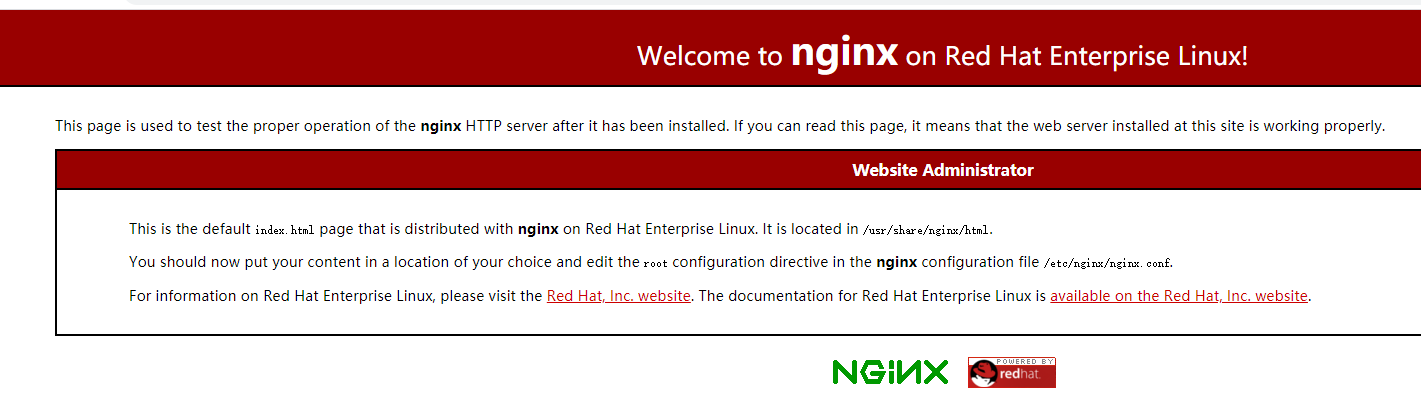 Welcome to nginx on Red Hat Enterprise Linux!
This page is used to test the proper operation of the nginx HTTP server after it has been installed. If you can read this page, it means that the web server installed at this site is working properly.
Website Administrator
This is the default index.html page that is distributed with nginx on Red Hat Enterprise Linux. It is located in /usr/share/nginx/html.
You should now put your content in a location of your choice and edit the root configuration directive in the nginx configuration file /etc/nginx/nginx.conf.
For information on Red Hat Enterprise Linux, please visit the Red Hat, Inc. website. The documentation for Red Hat Enterprise Linux is available on the Red Hat, Inc. website.
NGiNX
POWERED BY
redhat.